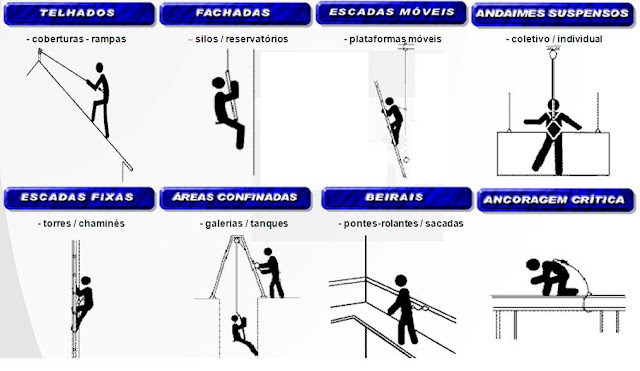 TELHADOS
- coberturas - rampas
FACHADAS
– silos / reservatórios
ESCADAS MÓVEIS
- plataformas móveis
ANDAIMES SUSPENSOS
- coletivo / individual
ESCADAS FIXAS
- torres / chaminés
ÁREAS CONFINADAS
- galerias / tanques
BEIRAIS
- pontes-rolantes / sacadas
ANCORAGEM CRÍTICA